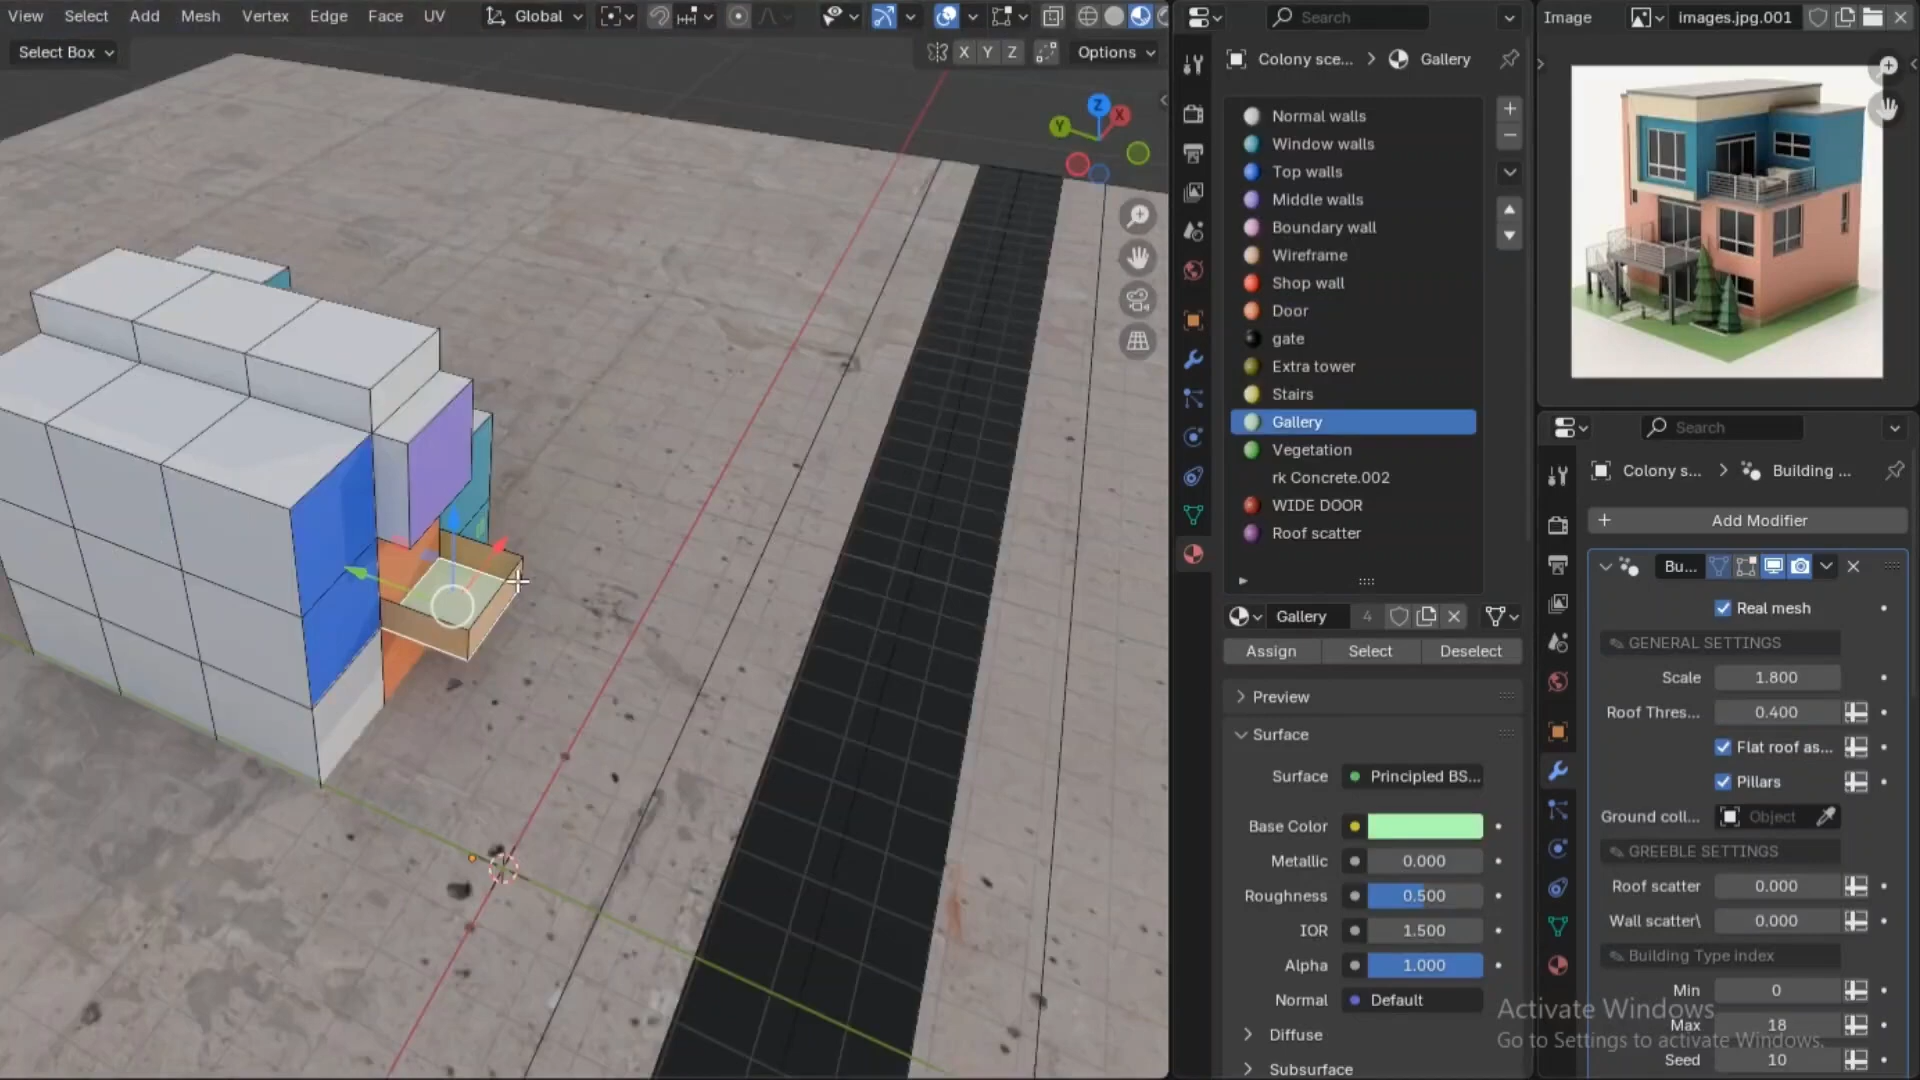 View Select Add Mesh Vertex Edge Face UV Global
Select Box
X Y Z Options
Z
X
Y
Search
Colony sce... > Gallery
Normal walls
Window walls
Top walls
Middle walls
Boundary wall
Wireframe
Shop wall
Door
gate
Extra tower
Stairs
Gallery
Vegetation
rk Concrete.002
WIDE DOOR
Roof scatter
Gallery 4
Assign Select Deselect
Preview
Surface
Surface Principled BS...
Base Color
Metallic 0.000
Roughness 0.500
IOR 1.500
Alpha 1.000
Normal Default
Diffuse
Subsurface
Image images.jpg.001
Search
Colony s... > Building ...
Add Modifier
Bu...
Real mesh
GENERAL SETTINGS
Scale 1.800
Roof Thres... 0.400
Flat roof as...
Pillars
Ground coll... Object
GREEBLE SETTINGS
Roof scatter 0.000
Wall scatter\ 0.000
Building Type index
Min 0
Max 18
Seed 10
Activate Windows
Go to Settings to activate Windows.